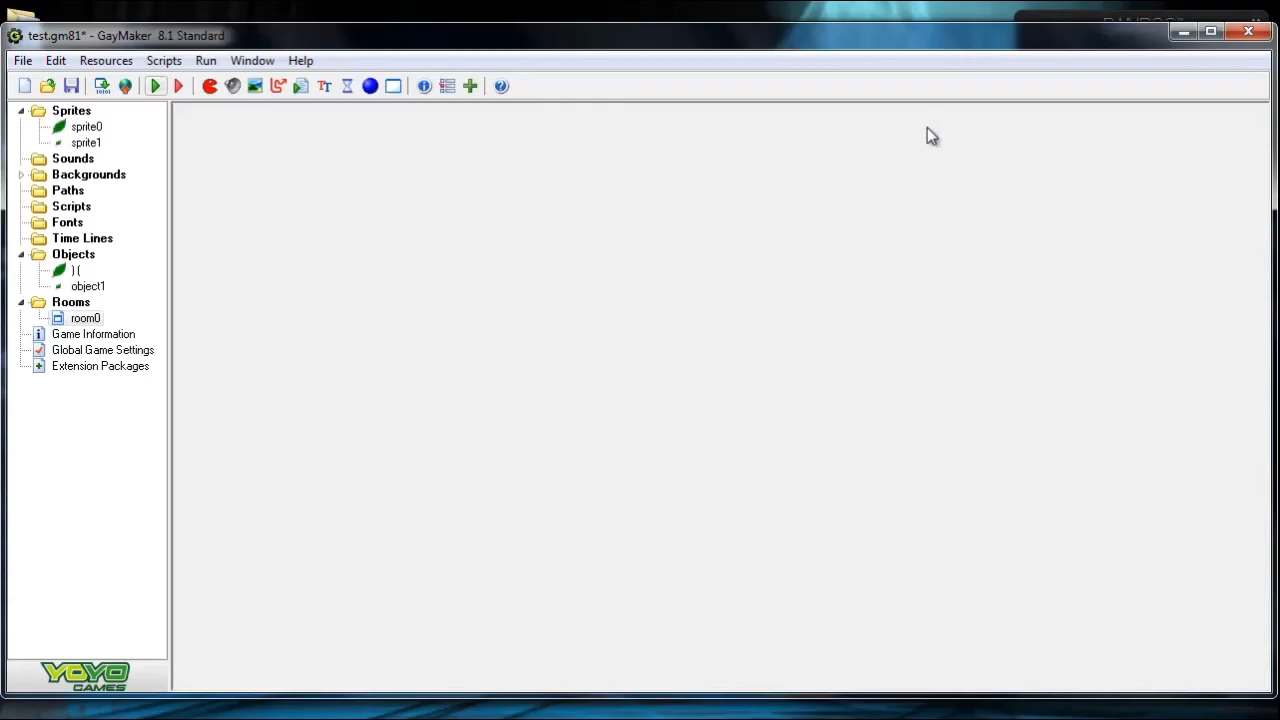 test.gm81* - GayMaker 8.1 Standard
File Edit Resources Scripts Run Window Help
Sprites
sprite0
sprite1
Sounds
Backgrounds
Paths
Scripts
Fonts
Time Lines
Objects
) (
object1
Rooms
room0
Game Information
Global Game Settings
Extension Packages
YOYO
GAMES